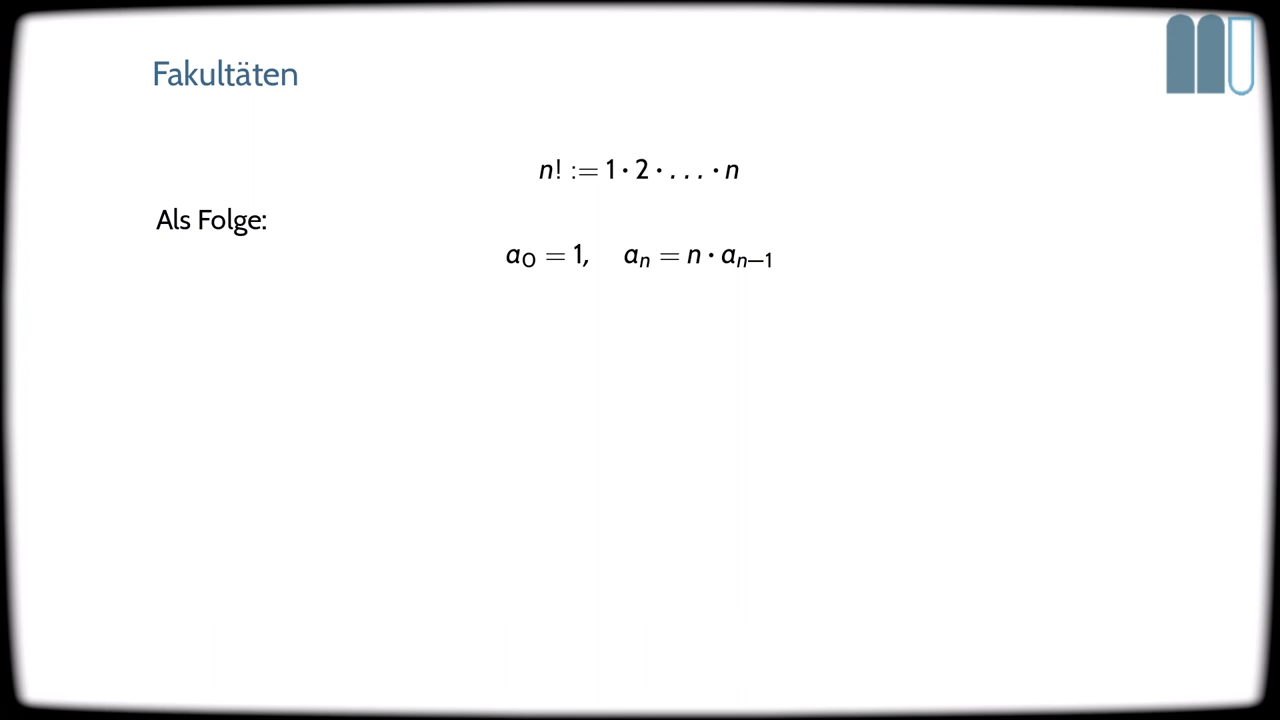 Fakultäten
n! := 1 · 2 · . . . · n
Als Folge:
a₀ = 1, aₙ = n · aₙ₋₁